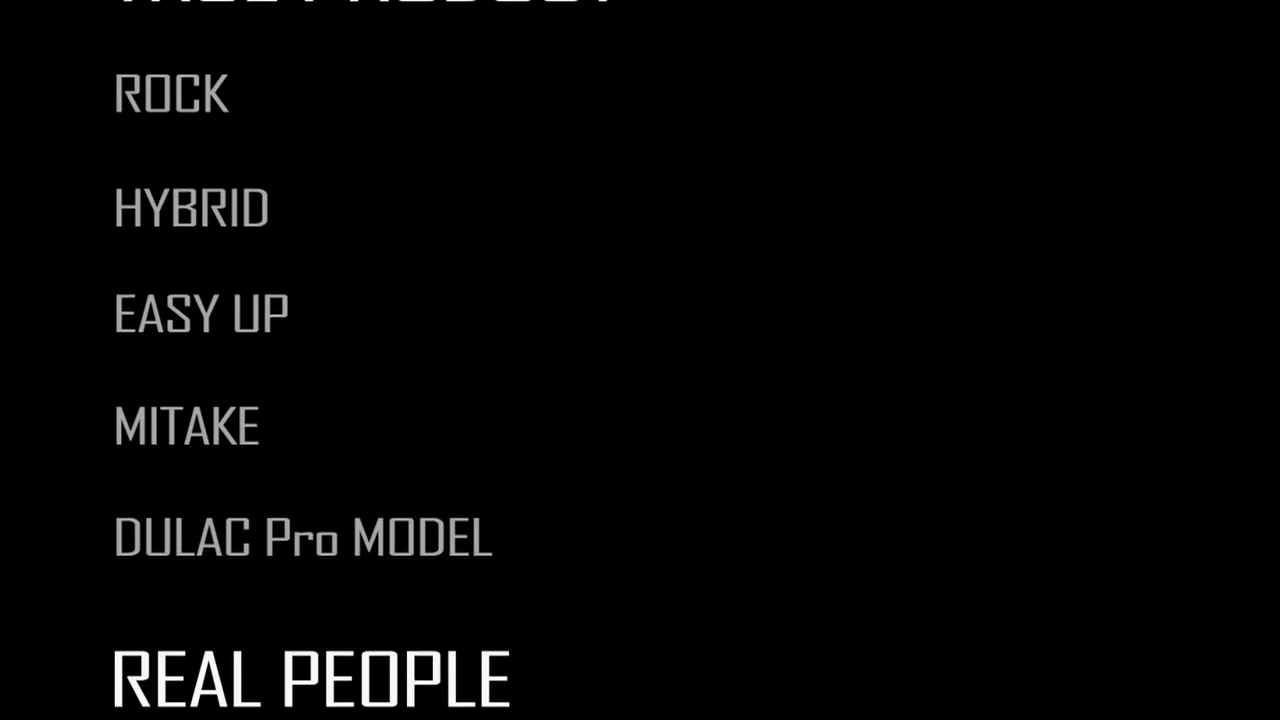 ROCK
HYBRID
EASY UP
MITAKE
DULAC Pro MODEL
REAL PEOPLE